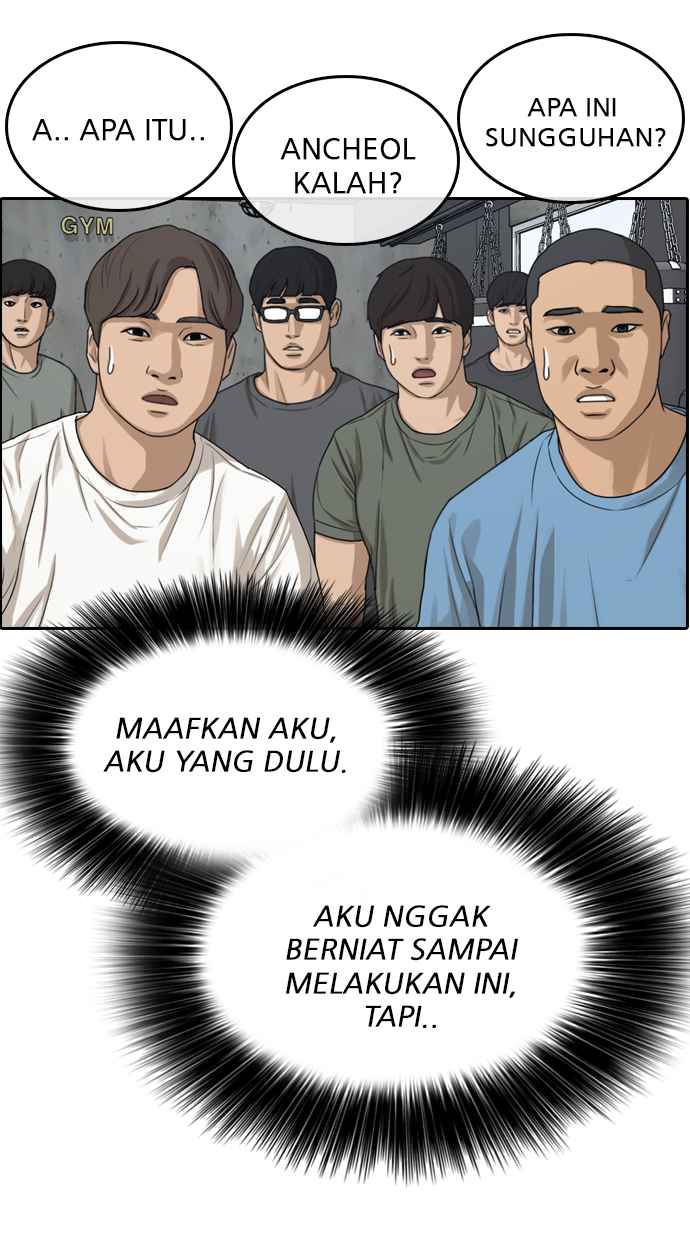 A.. APA ITU..
ANCHEOL
KALAH?
APA INI
SUNGGUHAN?
GYM
MAAFKAN AKU,
AKU YANG DULU.
AKU NGGAK
BERNIAT SAMPAI
MELAKUKAN INI,
TAPI..